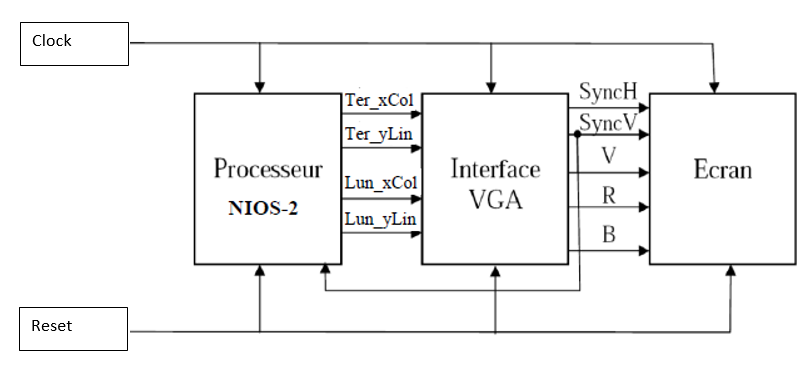 Clock
Ter_xCol
Ter_yLin
Lun_xCol
Lun_yLin
Processeur
NIOS-2
Interface
VGA
SyncH
SyncV
V
R
B
Ecran
Reset